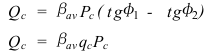 Q_c = β_av P_c ( tgϕ_1 - tgϕ_2 )
Q_c = β_av q_c P_c